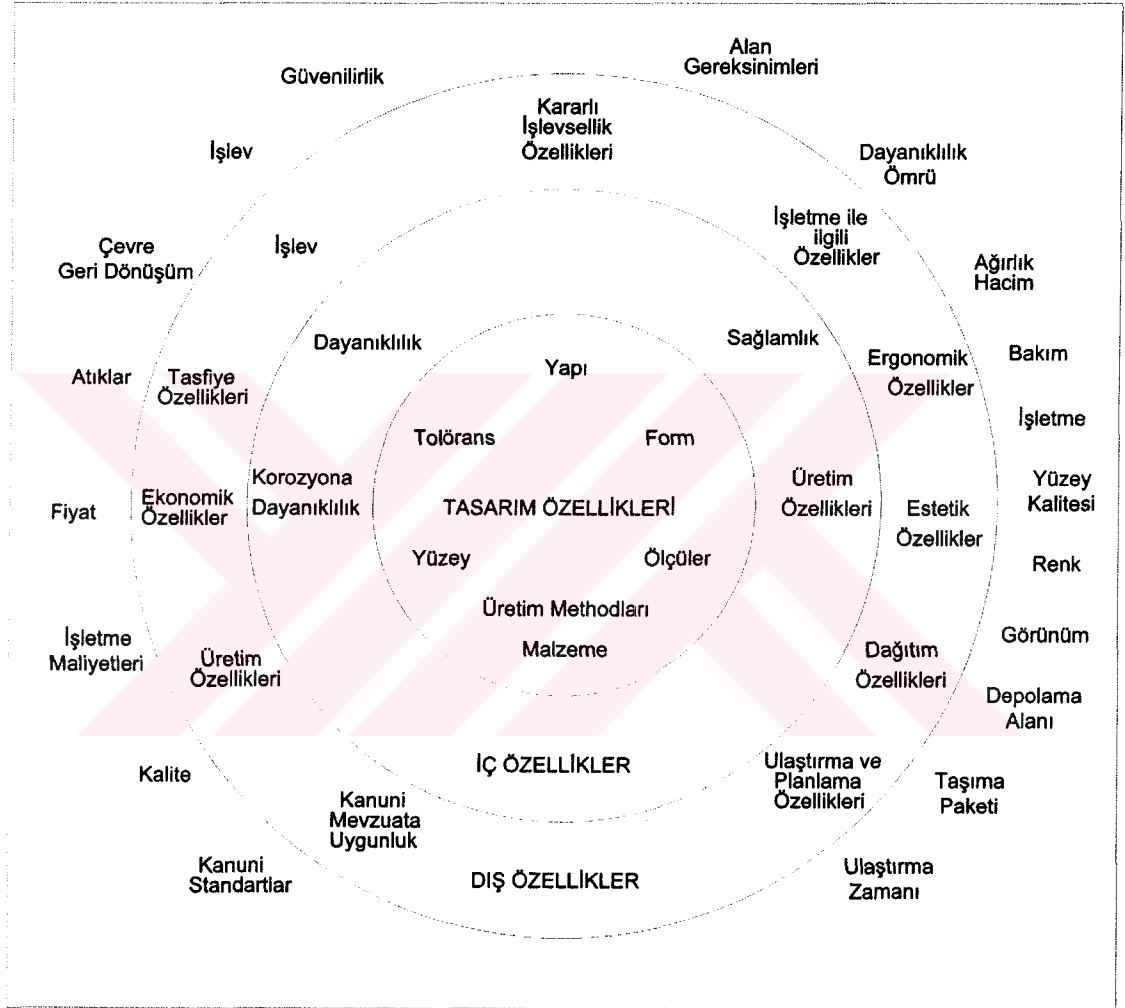 Alan
Gereksinimleri
Güvenilirlik
Kararlı
İşlevsellik
Özellikleri
İşlev
Dayanıklılık
Ömrü
İşletme ile
ilgili
Özellikler
İşlev
Çevre
Geri Dönüşüm
Ağırlık
Hacim
Dayanıklılık
Sağlamlık
Yapı
Ergonomik
Özellikler
Bakım
Atıklar
Tasfiye
Özellikleri
İşletme
Tolörans
Form
Korozyona
Dayanıklılık
Üretim
Özellikleri
Yüzey
Kalitesi
Fiyat
Ekonomik
Özellikler
TASARIM ÖZELLİKLERİ
Estetik
Özellikler
Yüzey
Ölçüler
Renk
Üretim Methodları
Malzeme
İşletme
Maliyetleri
Üretim
Özellikleri
Dağıtım
Özellikleri
Görünüm
Depolama
Alanı
Kalite
İÇ ÖZELLİKLER
Ulaştırma ve
Planlama
Özellikleri
Taşıma
Paketi
Kanuni
Mevzuata
Uygunluk
Kanuni
Standartlar
DIŞ ÖZELLİKLER
Ulaştırma
Zamanı